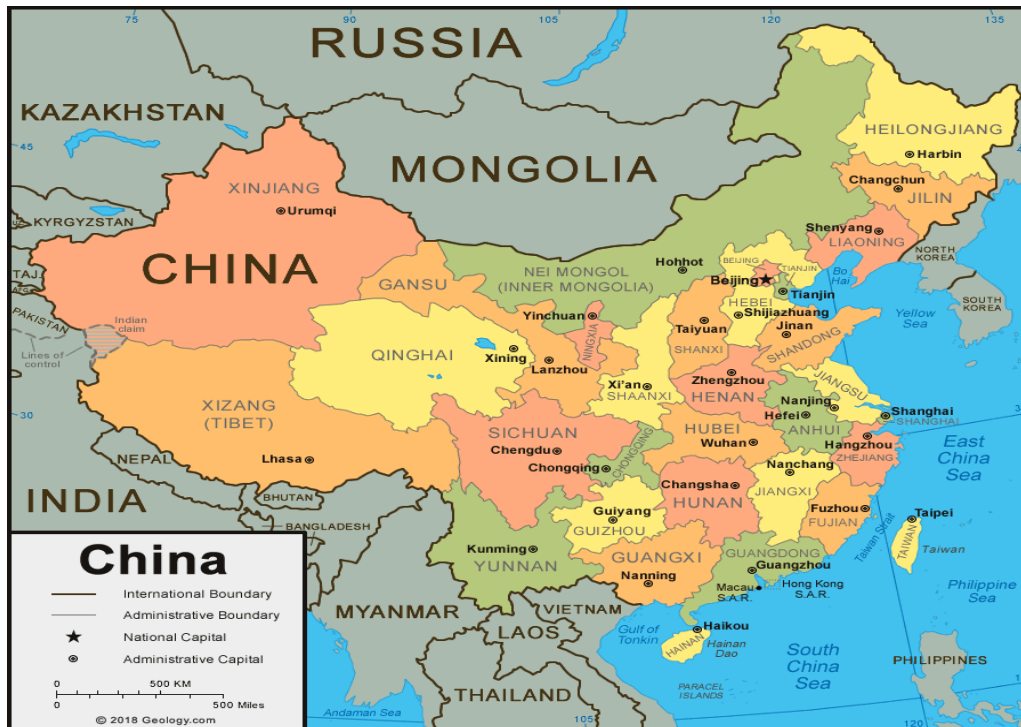 75
90
105
120
135
RUSSIA
KAZAKHSTAN
45
MONGOLIA
HEILONGJIANG
Harbin
Changchun
JILIN
XINJIANG
Urumqi
KYRGYZSTAN
Shenyang
LIAONING
NORTH
KOREA
CHINA
TAJ.
Hohhot
BEIJING
TIANJIN
Beijing
Bo
Hai
NEI MONGOL
(INNER MONGOLIA)
GANSU
Tianjin
HEBEI
Shijiazhuang
SOUTH
KOREA
PAKISTAN
Indian
claim
Yinchuan
NINGXIA
Taiyuan
Jinan
SHANDONG
Yellow
Sea
Lines of
control
QINGHAI
Xining
Lanzhou
SHANXI
Xi'an
SHAANXI
Zhengzhou
HENAN
JIANGSU
30
XIZANG
(TIBET)
Nanjing
Hefei
ANHUI
Shanghai
SHANGHAI
SICHUAN
Chengdu
CHONGQING
Chongqing
HUBEI
Wuhan
Hangzhou
ZHEJIANG
East
China
Sea
NEPAL
Lhasa
Nanchang
JIANGXI
Changsha
HUNAN
INDIA
BHUTAN
BANGLADESH
Guiyang
GUIZHOU
Fuzhou
FUJIAN
Taiwan Strait
Taipei
TAIWAN
Taiwan
Kunming
YUNNAN
GUANGXI
Nanning
GUANGDONG
Guangzhou
Macau
S.A.R.
Hong Kong
S.A.R.
Philippine
Sea
MYANMAR
VIETNAM
LAOS
Gulf of
Tonkin
Haikou
HAINAN
Hainan
Dao
South
China
Sea
PHILIPPINES
PARACEL
ISLANDS
THAILAND
Andaman Sea
105
120
China
International Boundary
Administrative Boundary
National Capital
Administrative Capital
0 500 KM
0 500 Miles
© 2018 Geology.com